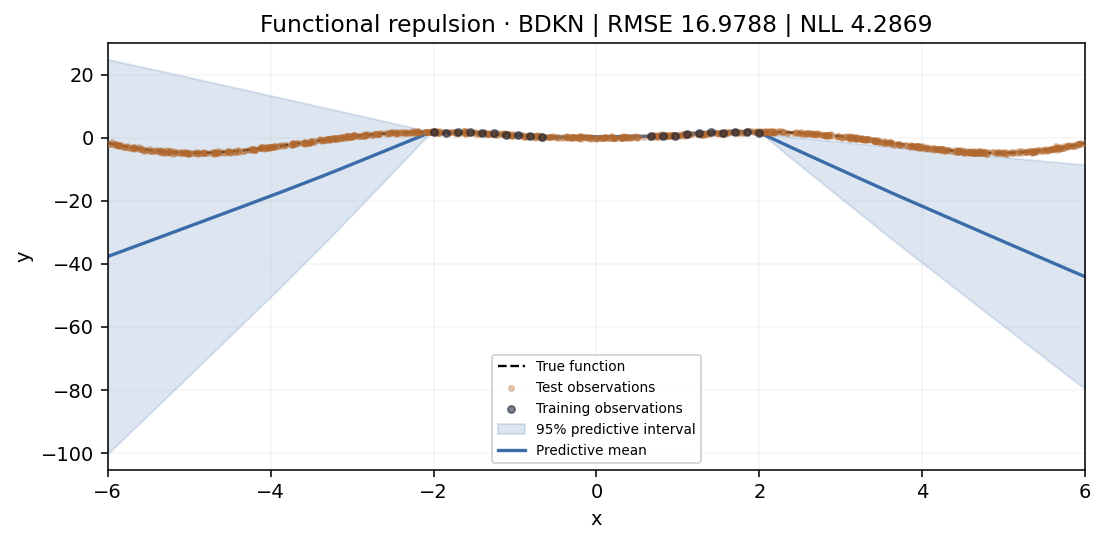 Functional repulsion · BDKN | RMSE 16.9788 | NLL 4.2869
20
0
−20
−40
−60
−80
−100
y
True function
Test observations
Training observations
95% predictive interval
Predictive mean
−6 −4 −2 0 2 4 6
x